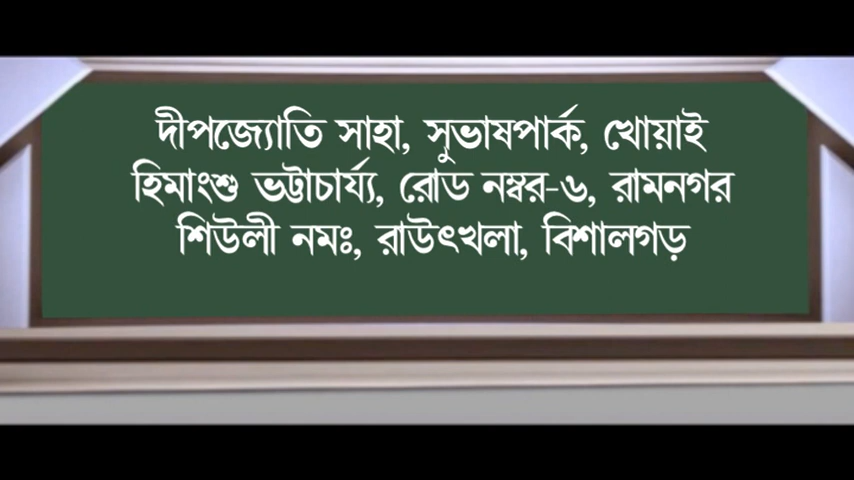 দীপজ্যোতি সাহা, সুভাষপার্ক, খোয়াই
হিমাংশু ভট্টাচার্য্য, রোড নম্বর-৬, রামনগর
শিউলী নমঃ, রাউৎখলা, বিশালগড়